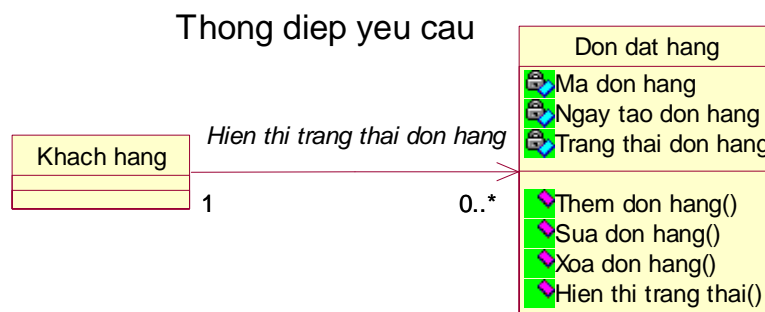 Thong diep yeu cau
Don dat hang
Ma don hang
Ngay tao don hang
Trang thai don hang
Hien thi trang thai don hang
Khach hang
1
0..*
Them don hang()
Sua don hang()
Xoa don hang()
Hien thi trang thai()